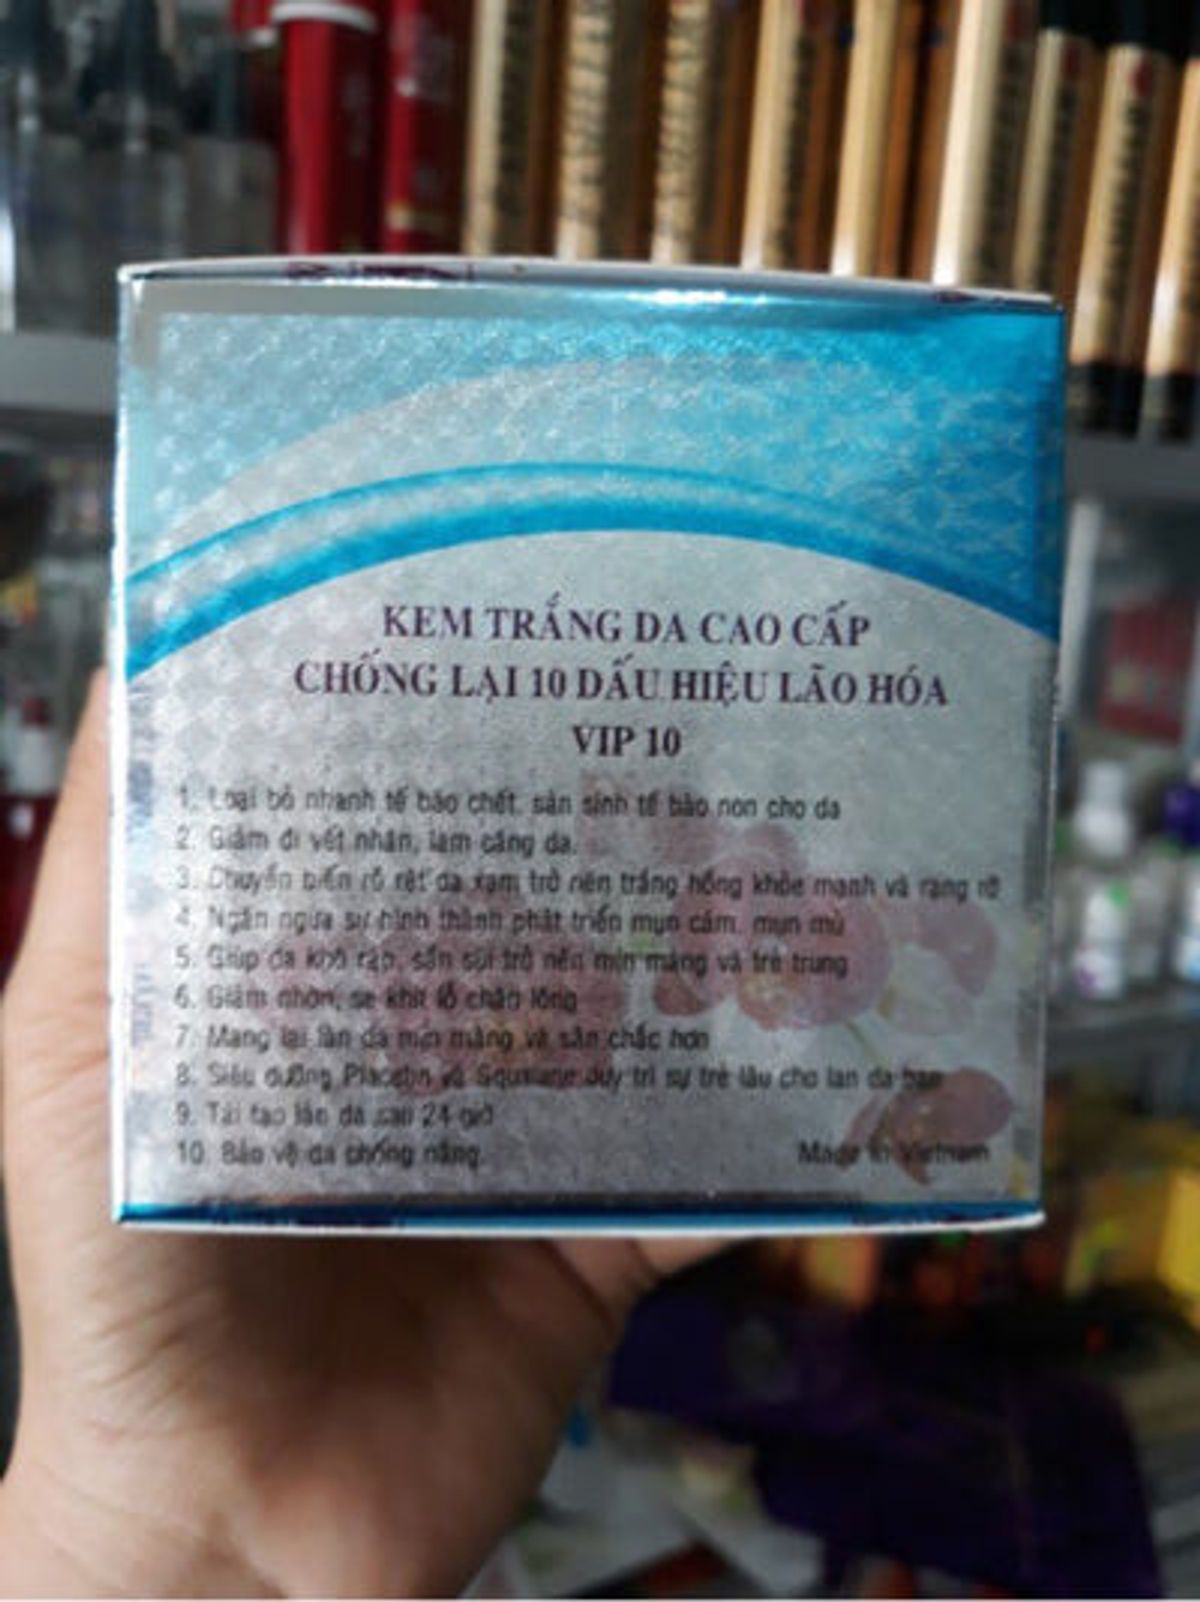 KEM TRẮNG DA CAO CẤP
CHỐNG LẠI 10 DẤU HIỆU LÃO HÓA
VIP 10
1. Loại bỏ nhanh tế bào chết, sản sinh tế bào non cho da
2. Giảm đi vết nhăn, làm căng da.
3. Chuyển biến rõ rệt da xạm trở nên trắng hồng khỏe mạnh và rạng rỡ
4. Ngăn ngừa sự hình thành phát triển mụn cám, mụn mủ
5. Giúp da khô ráp, sần sùi trở nên mịn màng và trẻ trung
6. Giảm nhờn, se khít lỗ chân lông
7. Mang lại làn da mịn màng và săn chắc hơn
8. Siêu dưỡng và Squalane duy trì sự trẻ lâu cho làn da bạn
9. Tái tạo làn da sau 24 giờ
10. Bảo vệ da chống nắng.
Made in Vietnam